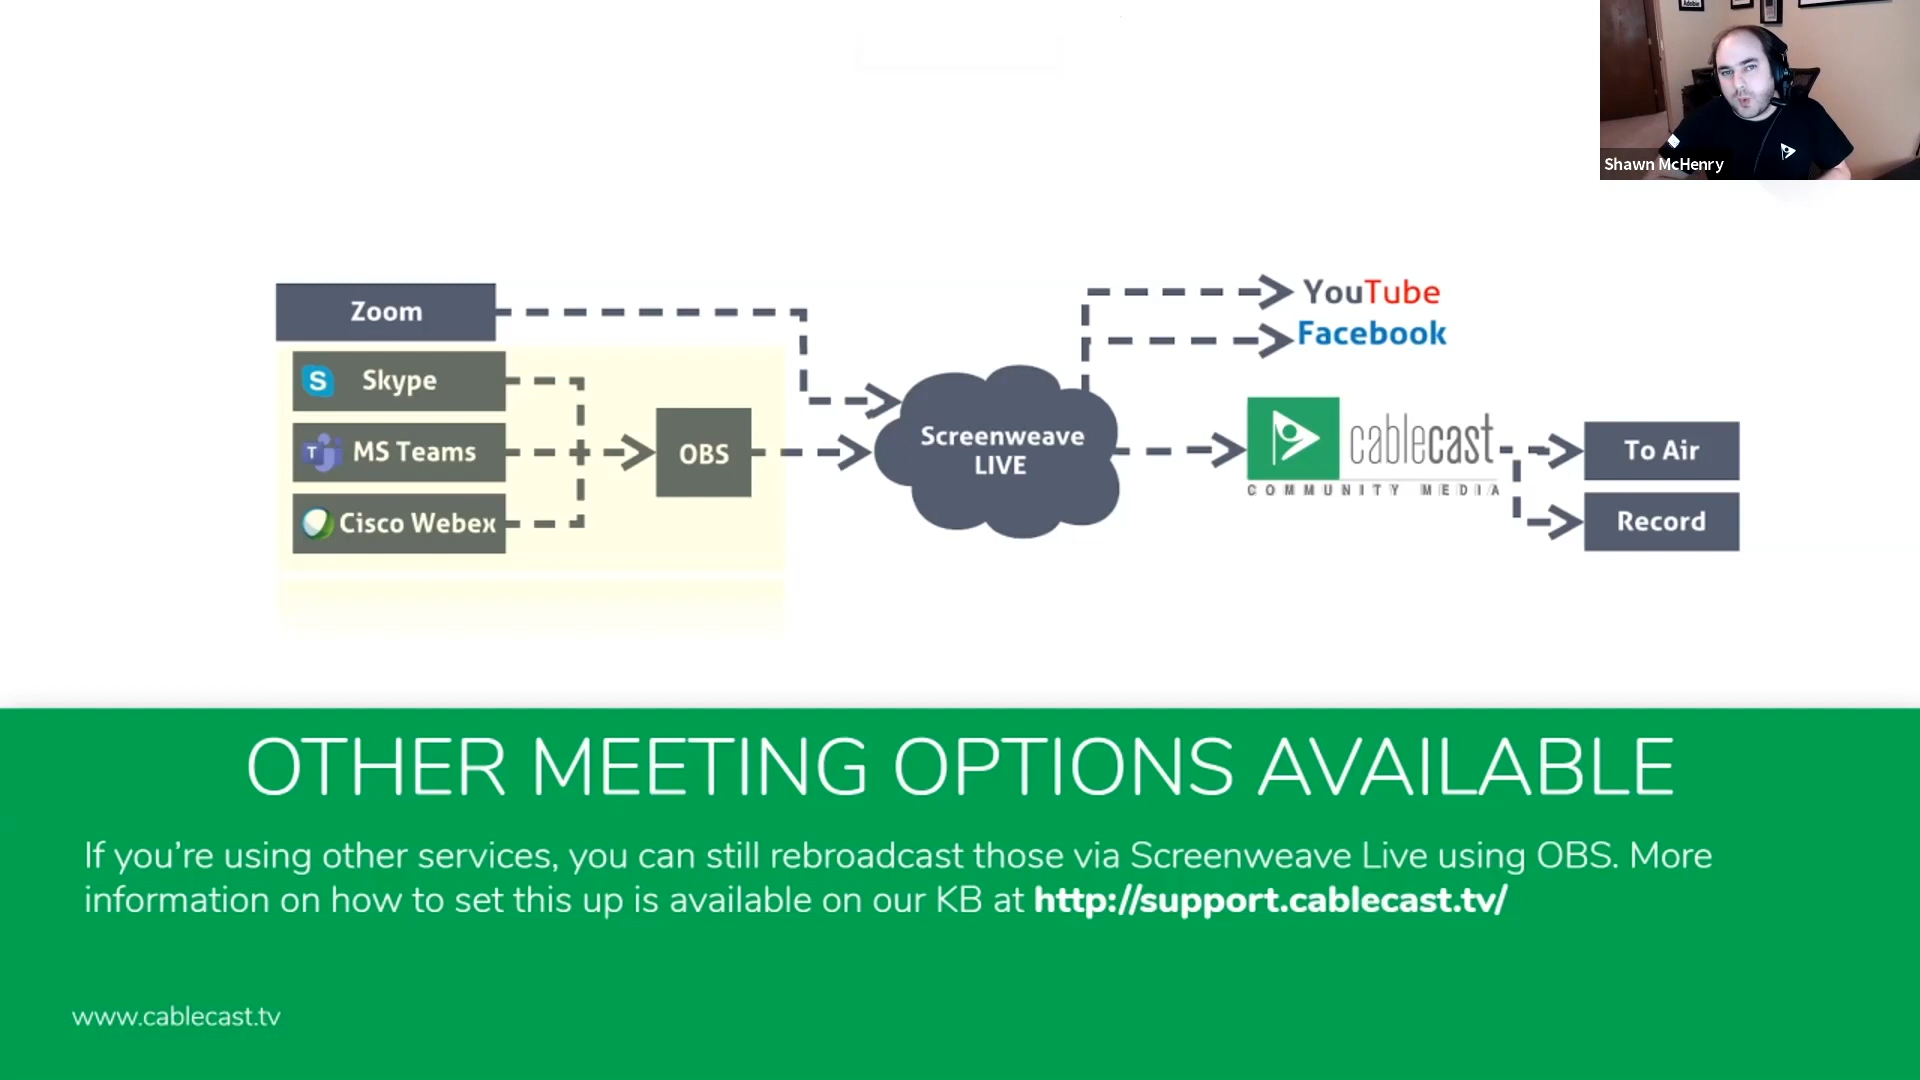 Shawn McHenry
Zoom
Skype
MS Teams
Cisco Webex
OBS
Screenweave
LIVE
YouTube
Facebook
cablecast
COMMUNITY MEDIA
To Air
Record
OTHER MEETING OPTIONS AVAILABLE
If you're using other services, you can still rebroadcast those via Screenweave Live using OBS. More
information on how to set this up is available on our KB at http://support.cablecast.tv/
www.cablecast.tv